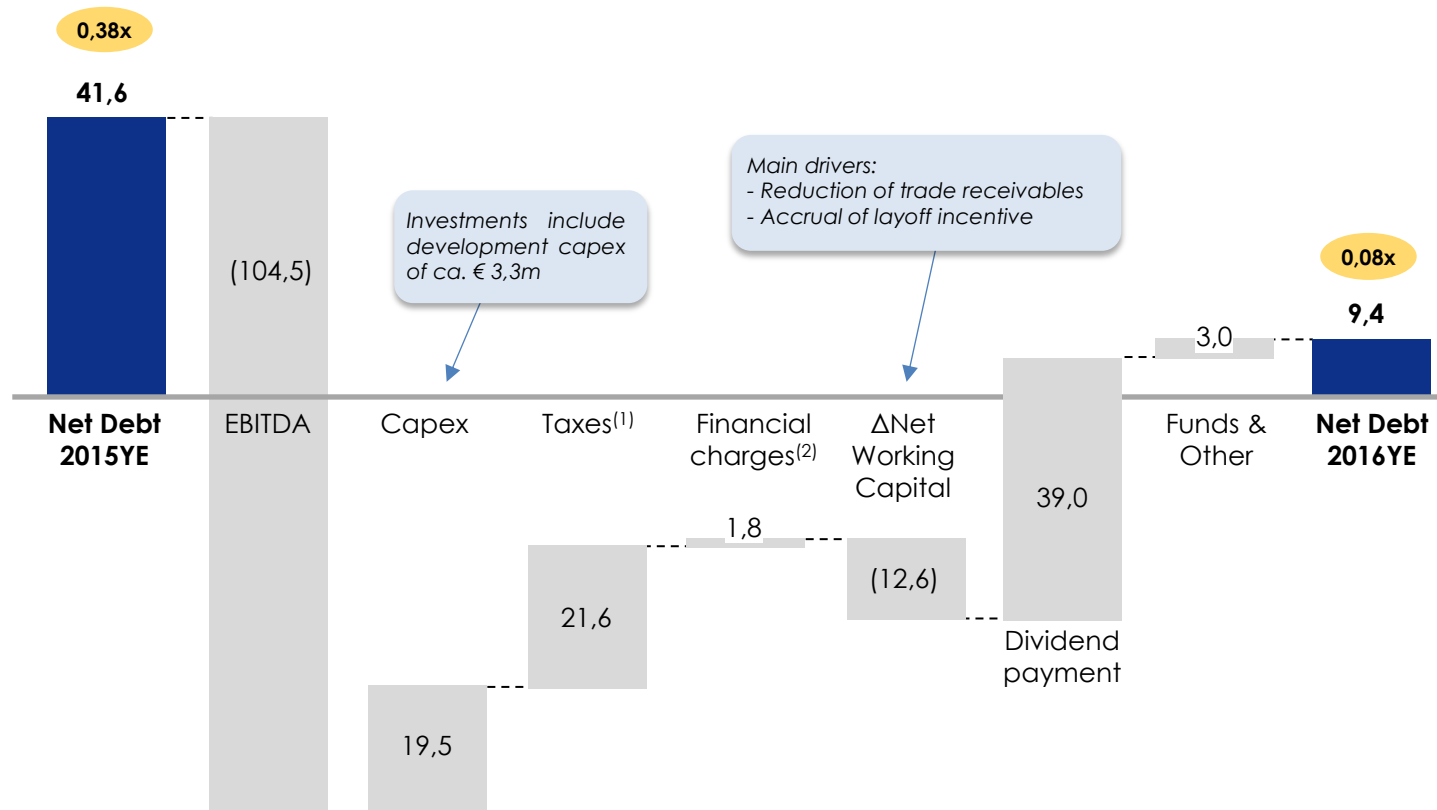 0,38x
41,6
(104,5)
Investments include
development capex
of ca. € 3,3m
Main drivers:
- Reduction of trade receivables
- Accrual of layoff incentive
0,08x
9,4
3,0
Net Debt
2015YE
EBITDA
Capex
Taxes(1)
Financial
charges(2)
ΔNet
Working
Capital
Funds &
Other
Net Debt
2016YE
39,0
1,8
(12,6)
21,6
Dividend
payment
19,5